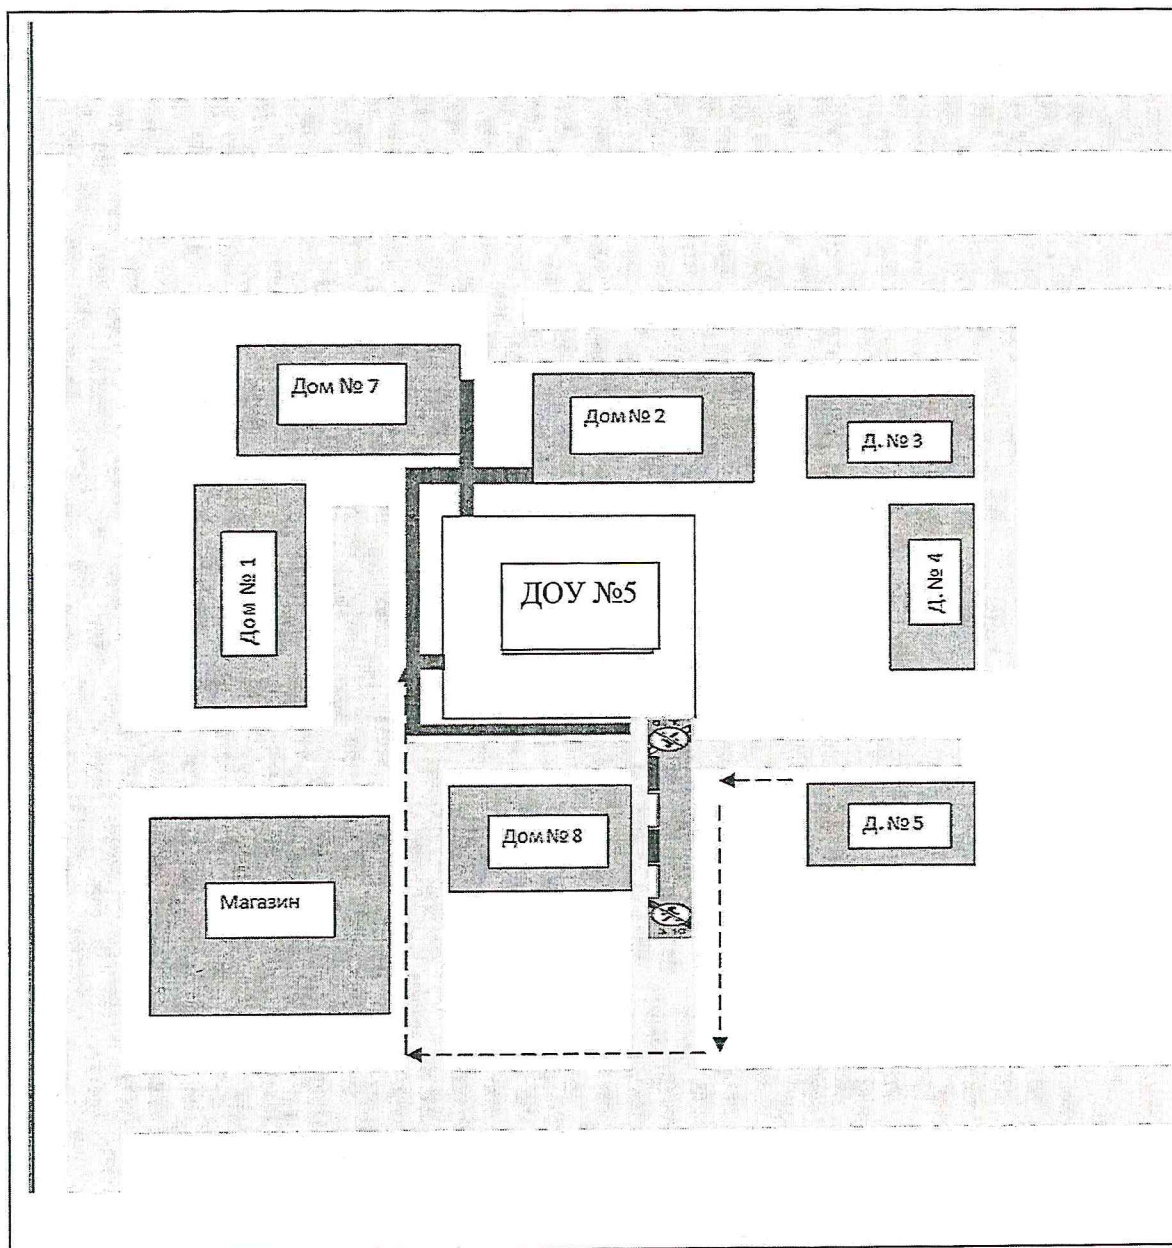 Дом № 7
Дом № 2
Д. № 3
Дом № 1
ДОУ №5
Д. № 4
Дом № 8
Д. № 5
Магазин